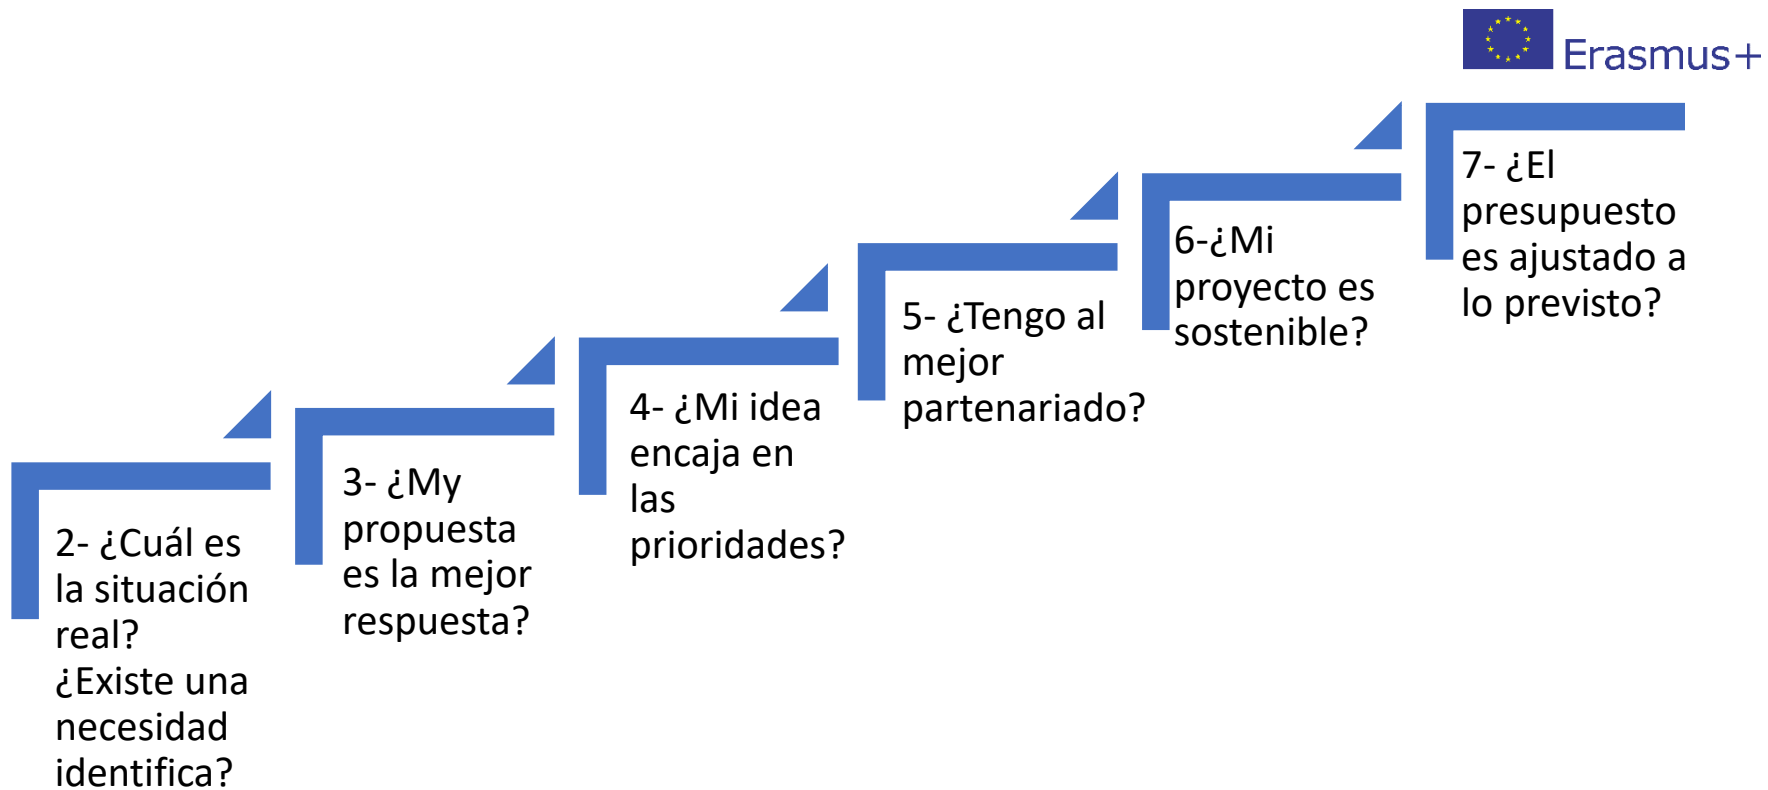 Erasmus+
2- ¿Cuál es
la situación
real?
¿Existe una
necesidad
identifica?
3- ¿My
propuesta
es la mejor
respuesta?
4- ¿Mi idea
encaja en
las
prioridades?
5- ¿Tengo al
mejor
partenariado?
6-¿Mi
proyecto es
sostenible?
7- ¿El
presupuesto
es ajustado a
lo previsto?